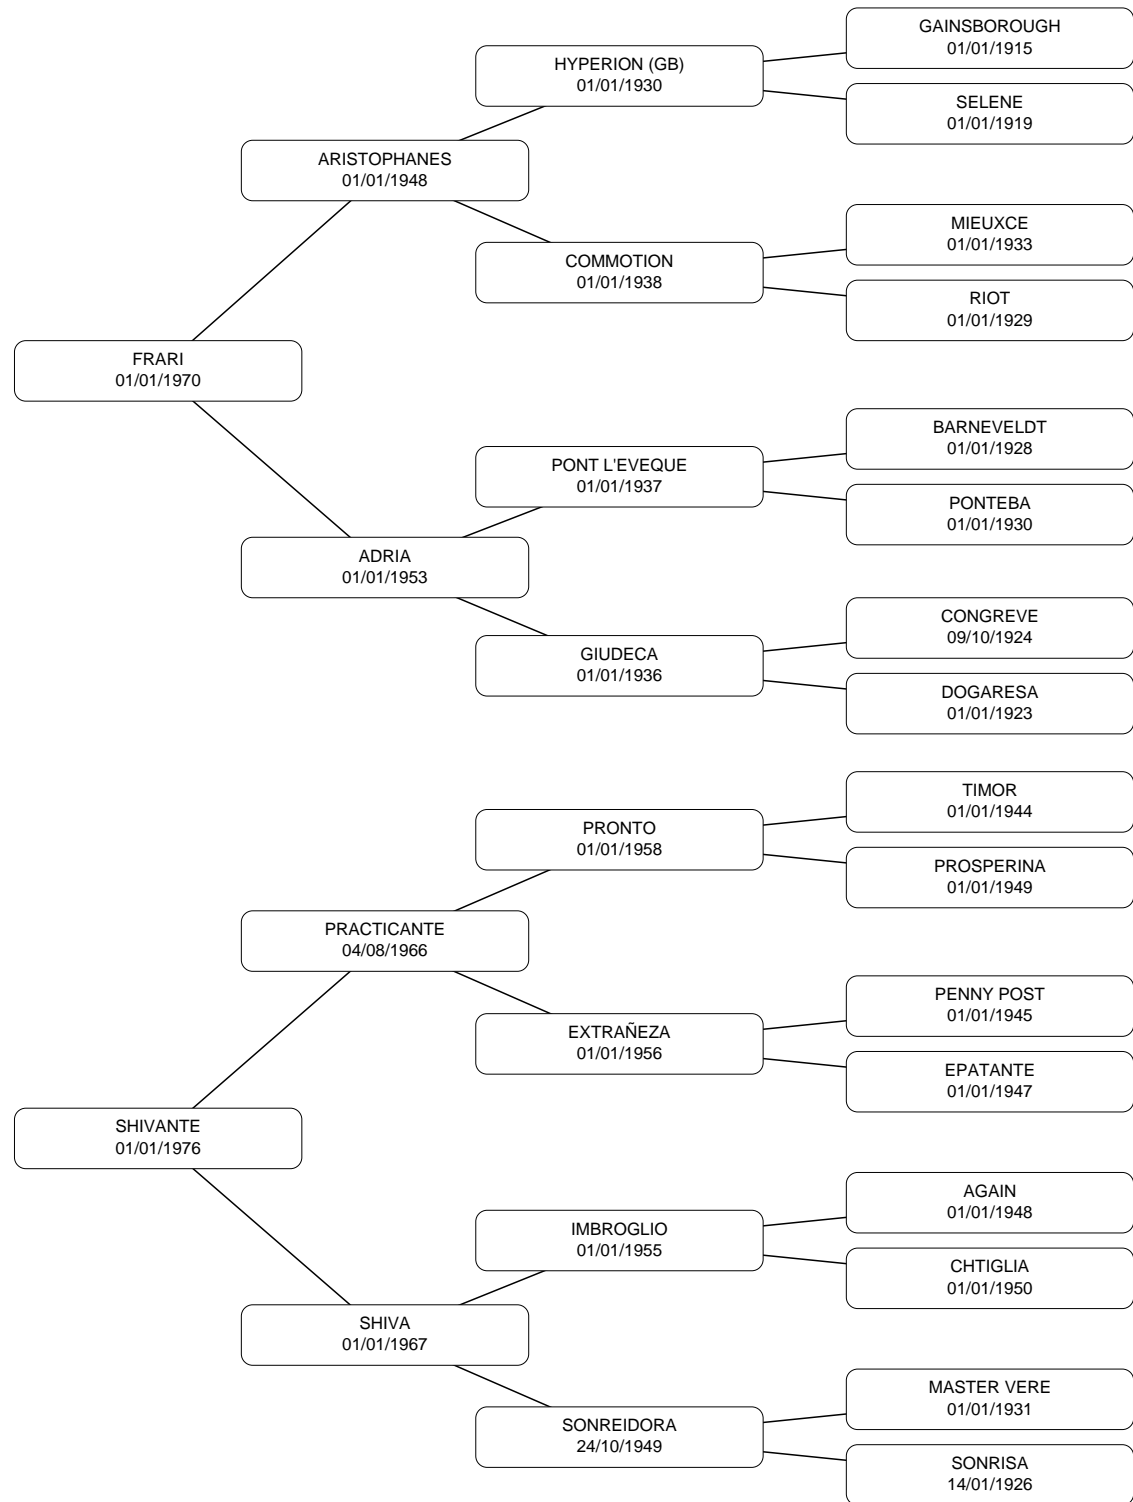 GAINSBOROUGH
01/01/1915
HYPERION (GB)
01/01/1930
SELENE
01/01/1919
ARISTOPHANES
01/01/1948
MIEUXCE
01/01/1933
COMMOTION
01/01/1938
RIOT
01/01/1929
FRARI
01/01/1970
BARNEVELDT
01/01/1928
PONT L'EVEQUE
01/01/1937
PONTEBA
01/01/1930
ADRIA
01/01/1953
CONGREVE
09/10/1924
GIUDECA
01/01/1936
DOGARESA
01/01/1923
TIMOR
01/01/1944
PRONTO
01/01/1958
PROSPERINA
01/01/1949
PRACTICANTE
04/08/1966
PENNY POST
01/01/1945
EXTRAÑEZA
01/01/1956
EPATANTE
01/01/1947
SHIVANTE
01/01/1976
AGAIN
01/01/1948
IMBROGLIO
01/01/1955
CHTIGLIA
01/01/1950
SHIVA
01/01/1967
MASTER VERE
01/01/1931
SONREIDORA
24/10/1949
SONRISA
14/01/1926